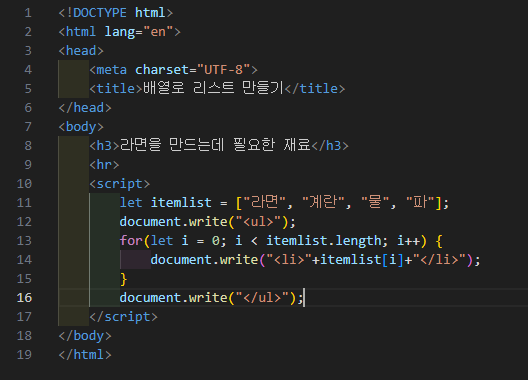 1 <!DOCTYPE html>
2 <html lang="en">
3 <head>
4     <meta charset="UTF-8">
5     <title>배열로 리스트 만들기</title>
6 </head>
7 <body>
8     <h3>라면을 만드는데 필요한 재료</h3>
9     <hr>
10     <script>
11         let itemlist = ["라면", "계란", "물", "파"];
12         document.write("<ul>");
13         for(let i = 0; i < itemlist.length; i++) {
14             document.write("<li>"+itemlist[i]+"</li>");
15         }
16         document.write("</ul>");
17     </script>
18 </body>
19 </html>